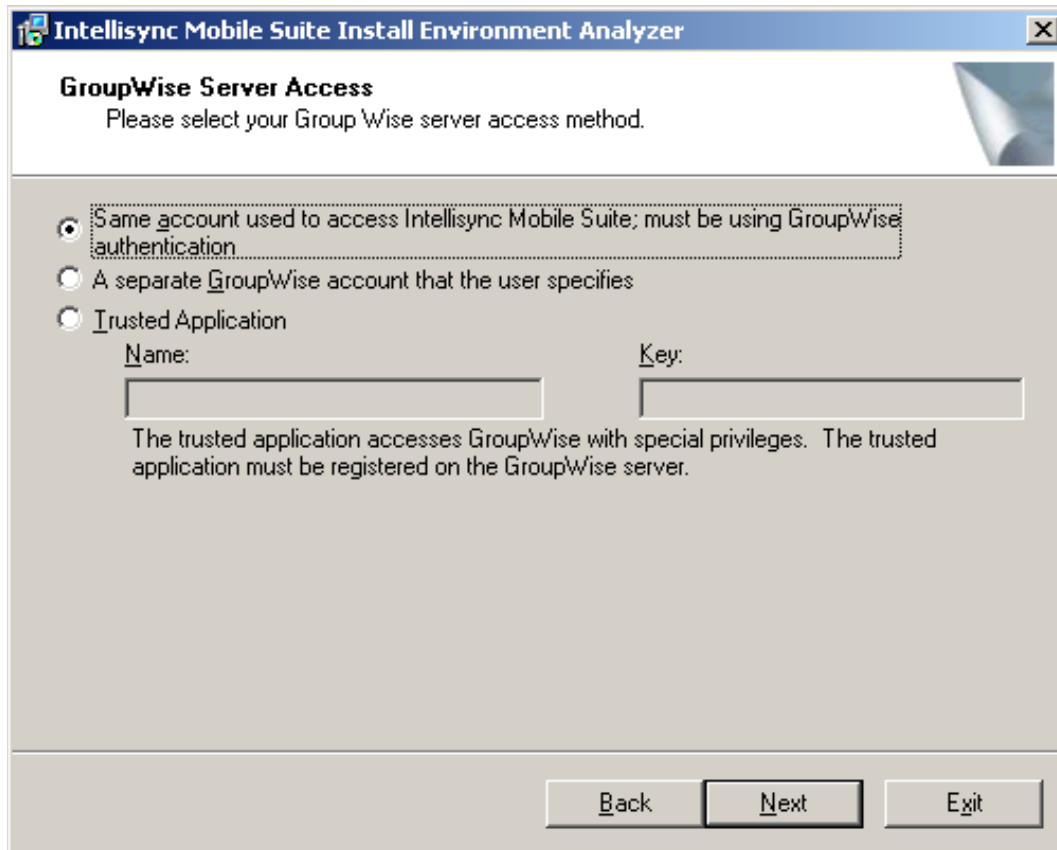 Intellisync Mobile Suite Install Environment Analyzer
GroupWise Server Access
Please select your Group Wise server access method.
Same account used to access Intellisync Mobile Suite; must be using GroupWise
authentication
A separate GroupWise account that the user specifies
Trusted Application
Name: Key:
The trusted application accesses GroupWise with special privileges. The trusted
application must be registered on the GroupWise server.
Back Next Exit